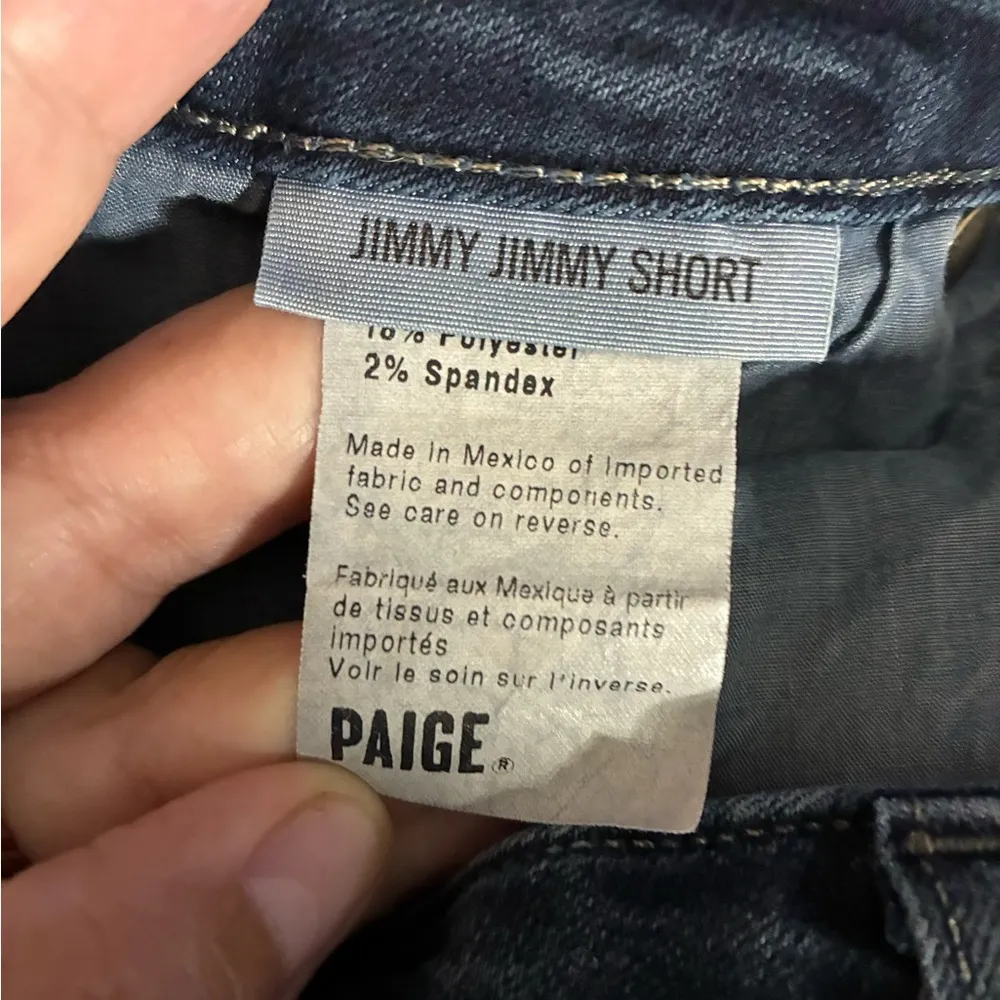 JIMMY JIMMY SHORT
Polyester
2% Spandex
Made in Mexico of Imported
fabric and components.
See care on reverse.
Fabriqué aux Mexique à partir
de tissus et composants
importés
Voir le soin sur l'inverse.
PAIGE®